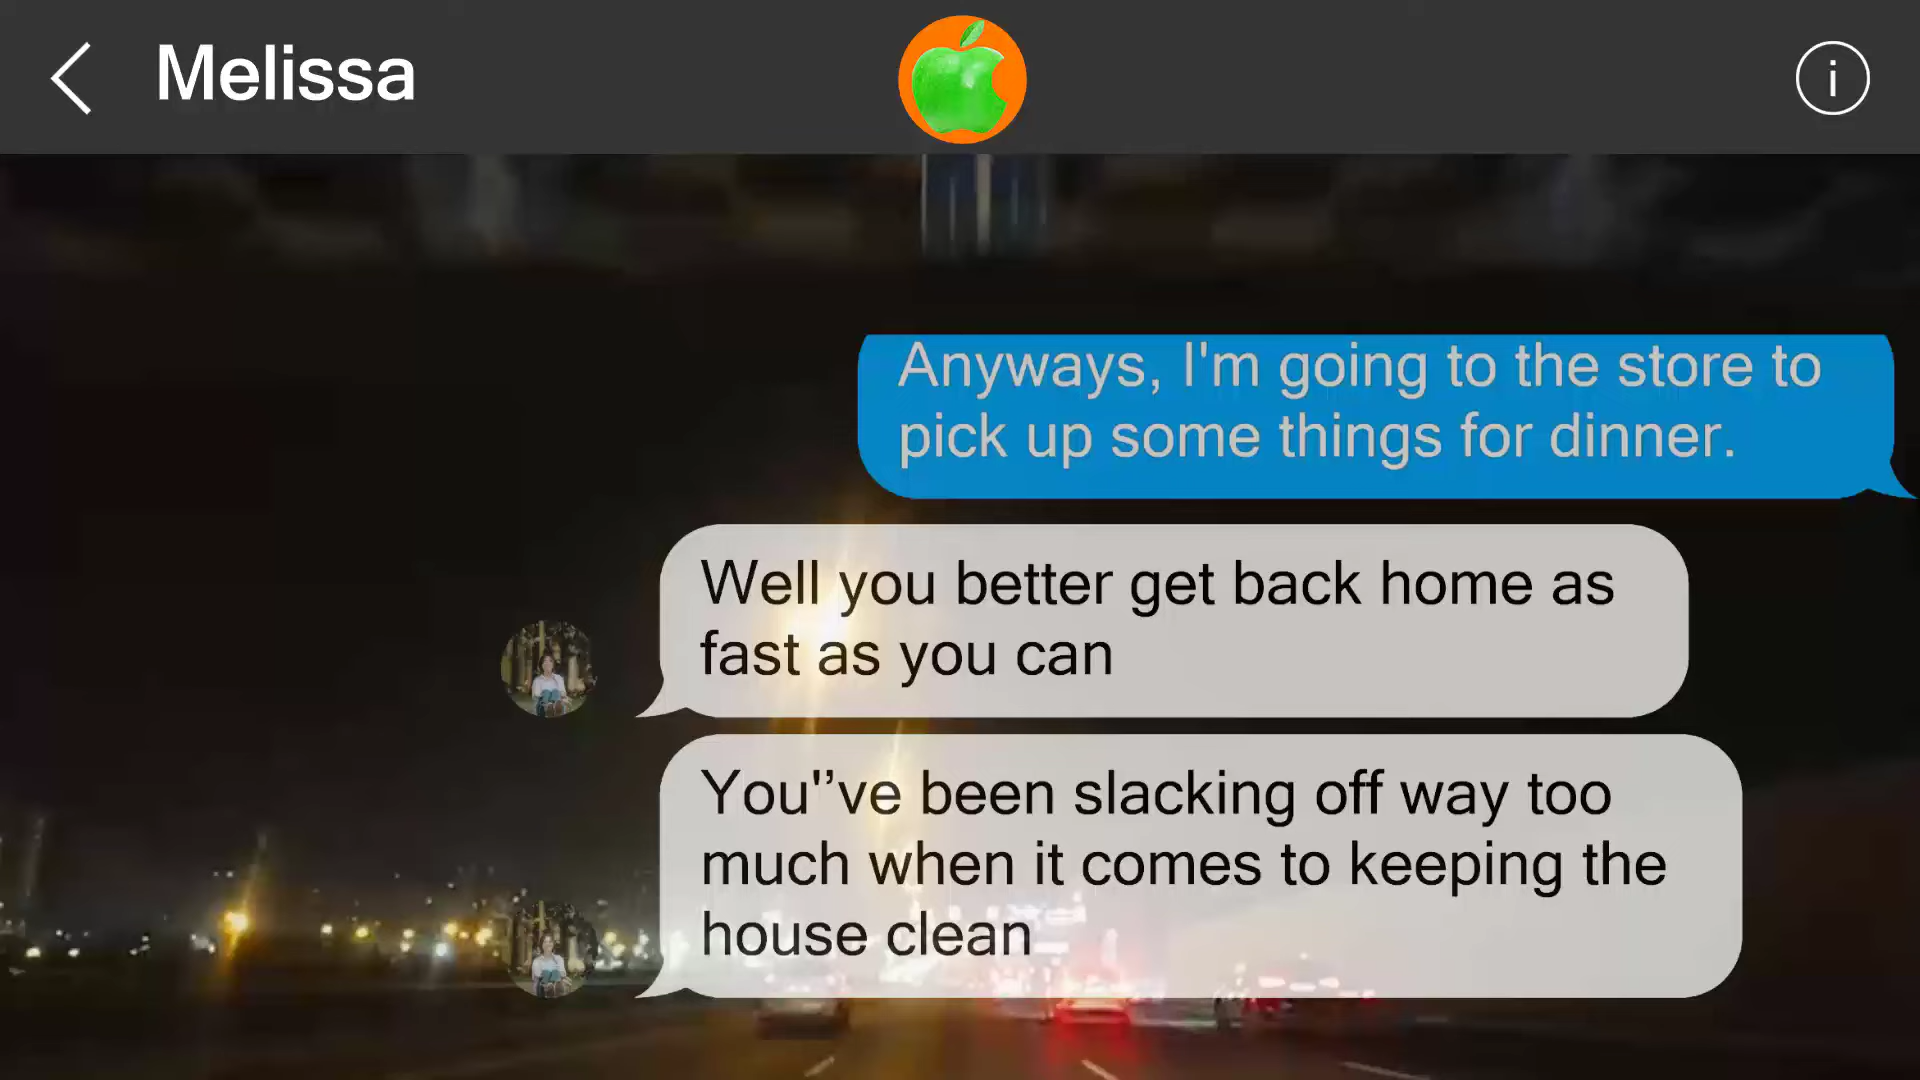 Melissa
i
Anyways, I'm going to the store to
pick up some things for dinner.
Well you better get back home as
fast as you can
You"’ve been slacking off way too
much when it comes to keeping the
house clean